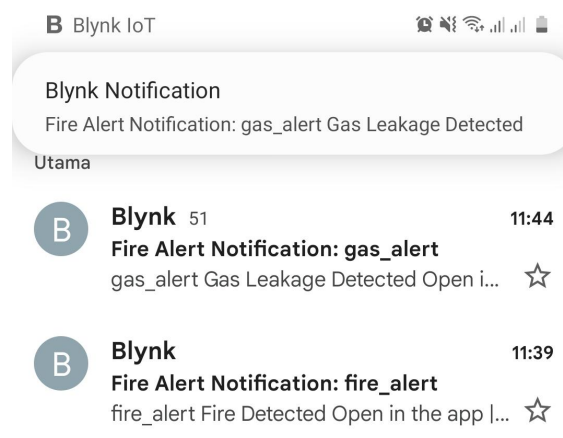 B Blynk IoT
Blynk Notification
Fire Alert Notification: gas_alert Gas Leakage Detected
Utama
B Blynk 51 11:44
Fire Alert Notification: gas_alert
gas_alert Gas Leakage Detected Open i...
B Blynk 11:39
Fire Alert Notification: fire_alert
fire_alert Fire Detected Open in the app |...